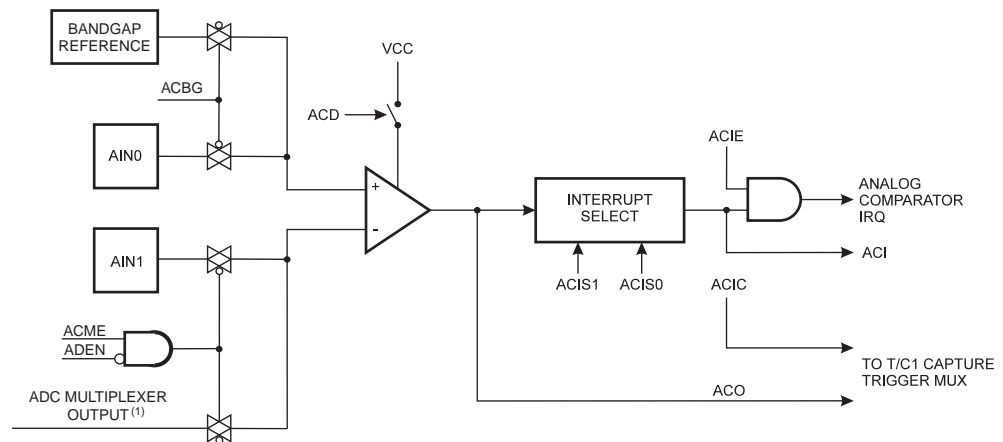 BANDGAP
REFERENCE
VCC
ACBG
ACD
AIN0
ACIE
+
INTERRUPT
SELECT
ANALOG
COMPARATOR
IRQ
-
AIN1
ACI
ACIS1 ACIS0 ACIC
ACME
ADEN
TO T/C1 CAPTURE
TRIGGER MUX
ADC MULTIPLEXER
OUTPUT (1)
ACO